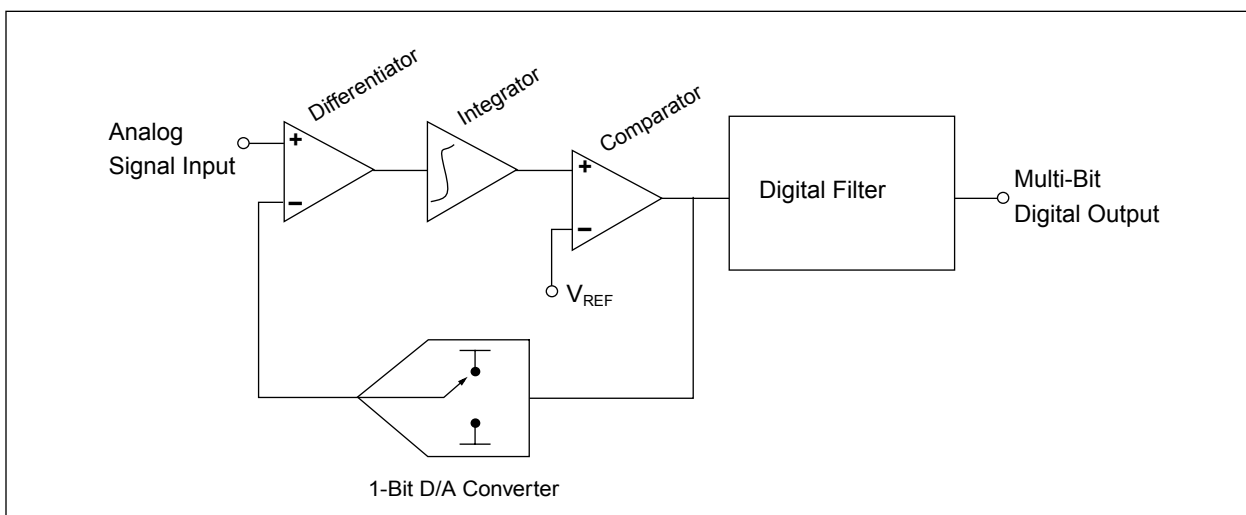 Differentiator
Integrator
Comparator
Analog
Signal Input
+
−
+
−
VREF
Digital Filter
Multi-Bit
Digital Output
1-Bit D/A Converter